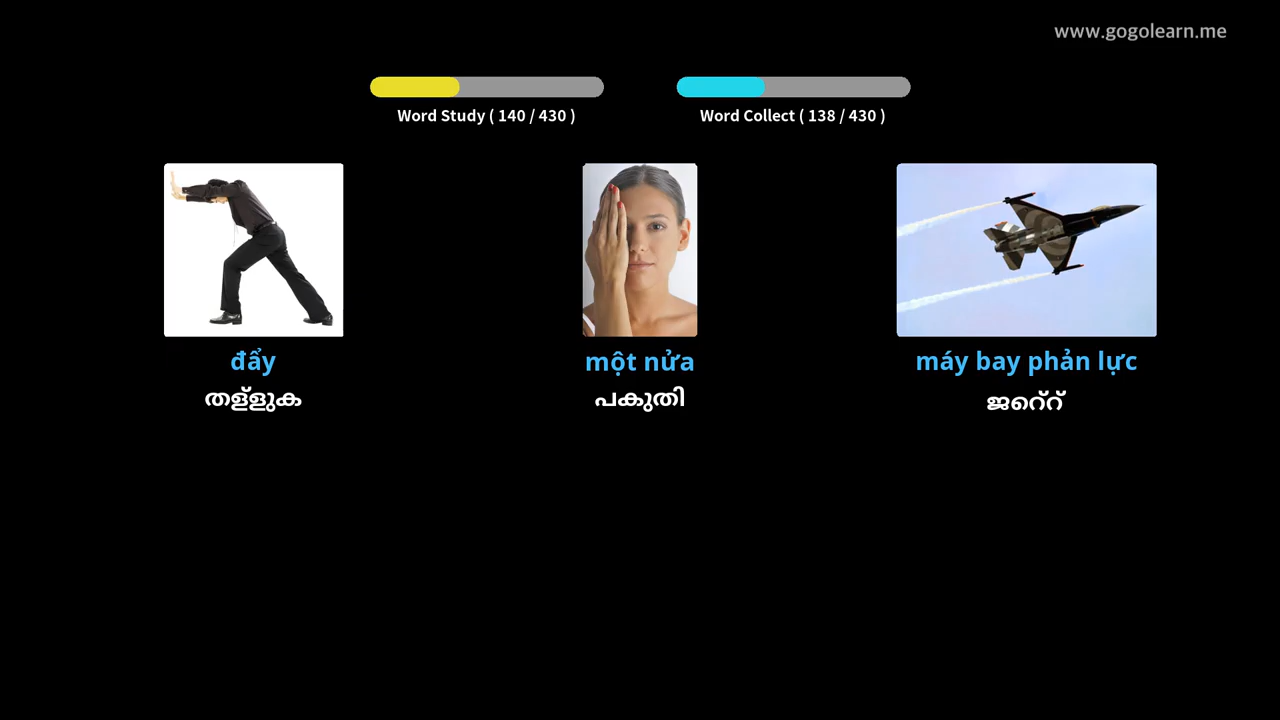 www.gogolearn.me
Word Study ( 140 / 430 )
Word Collect ( 138 / 430 )
đẩy
một nửa
máy bay phản lực
തള്ളുക
പകുതി
ജെറ്റ്